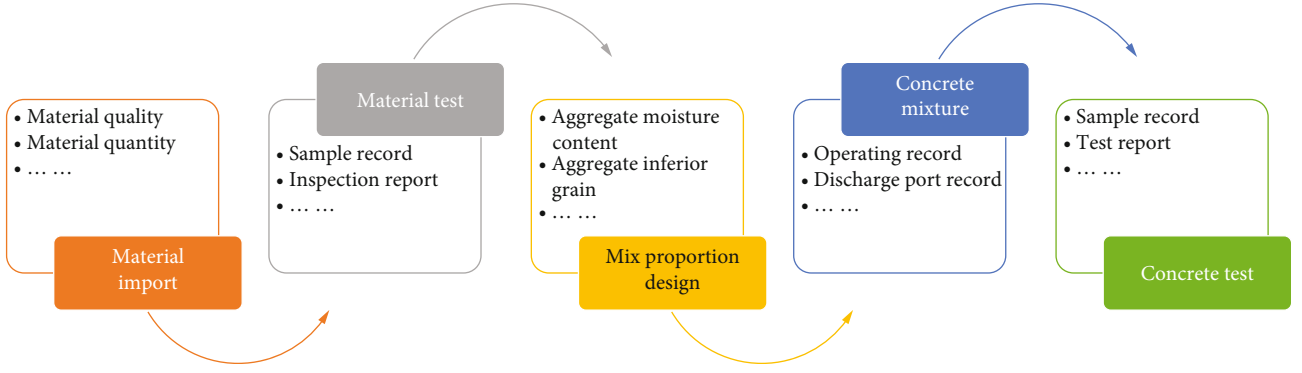 • Material quality
• Material quantity
• … …
Material
import
Material test
• Sample record
• Inspection report
• … …
• Aggregate moisture
content
• Aggregate inferior
grain
• … …
Mix proportion
design
Concrete
mixture
• Operating record
• Discharge port record
• … …
• Sample record
• Test report
• … …
Concrete test